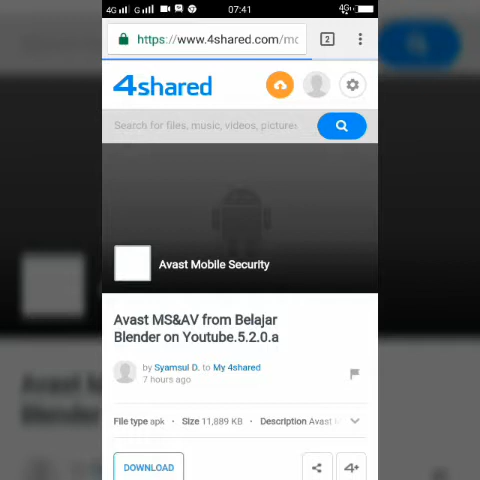 4G G 07:41 4G
https://www.4shared.com/mo 2
4shared
Search for files, music, videos, pictures
Avast Mobile Security
Avast MS&AV from Belajar
Blender on Youtube.5.2.0.a
by Syamsul D. to My 4shared
7 hours ago
File type apk · Size 11,889 KB · Description Avast
DOWNLOAD
4+